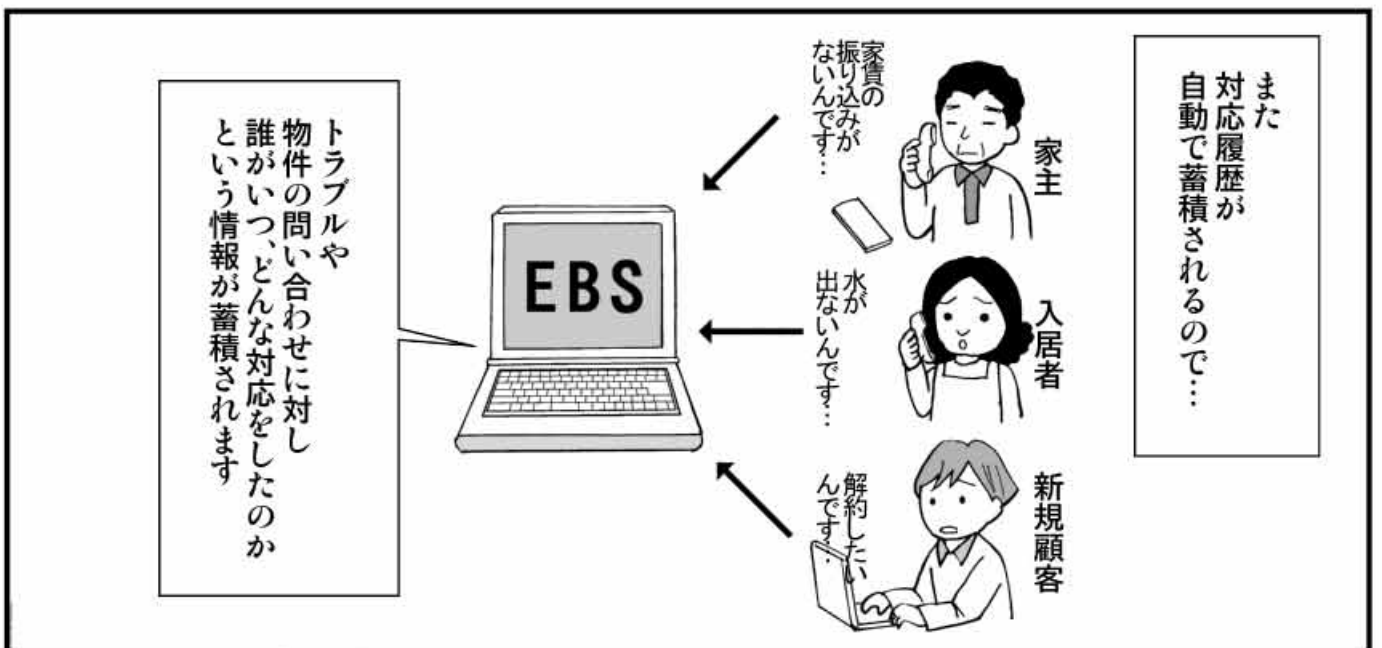 また
対応履歴が
自動で蓄積されるので…
家主
家賃の
振り込みが
ないんです…
入居者
水が
出ないんです…
新規顧客
解約したい
んです…
EBS
トラブルや
物件の問い合わせに対し
誰がいつ、どんな対応をしたのか
という情報が蓄積されます